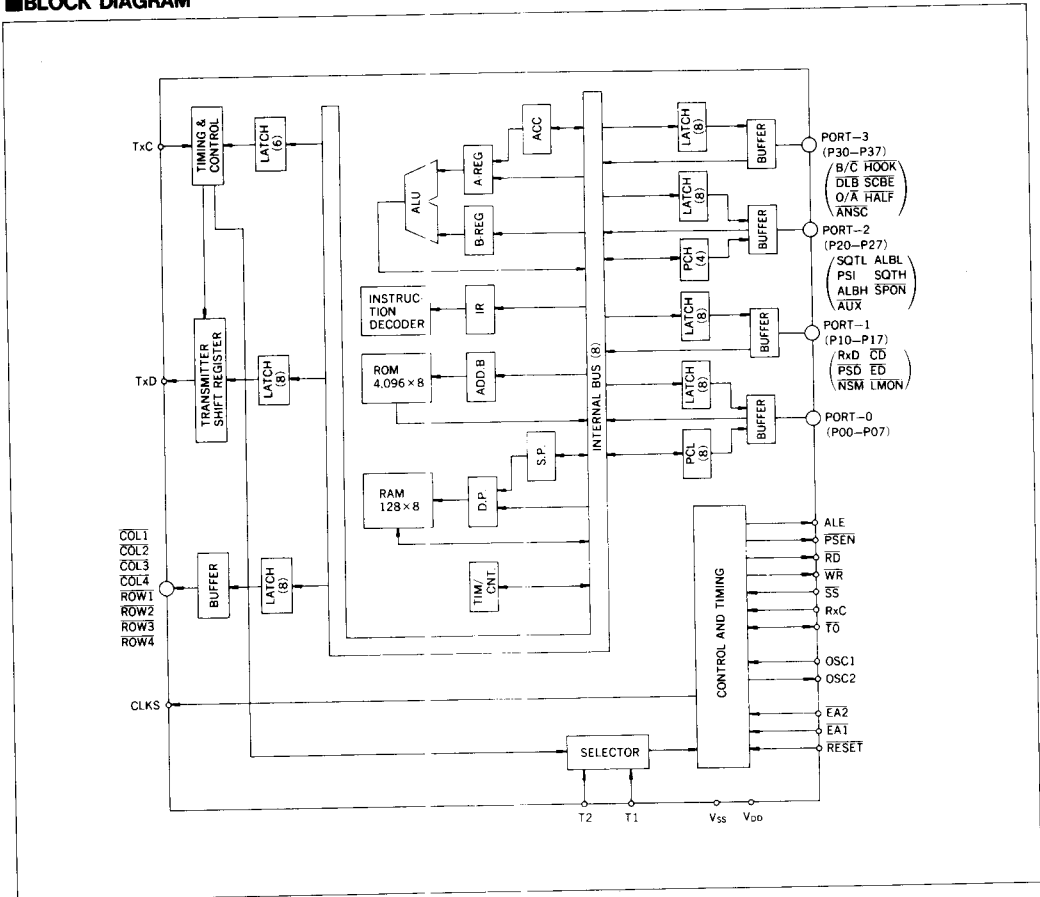 ■BLOCK DIAGRAM
TxC
TIMING &
CONTROL
LATCH
(6)
TxD
TRANSMITTER
SHIFT REGISTER
LATCH
(8)
COL1
COL2
COL3
COL4
ROW1
ROW2
ROW3
ROW4
BUFFER
LATCH
(8)
CLKS
ACC
A·REG
ALU
B·REG
INSTRUC-
TION
DECODER
IR
ROM
4.096×8
ADD.B
S.P.
RAM
128×8
D.P.
TIM/
CNT.
INTERNAL BUS (8)
LATCH
(8)
BUFFER
LATCH
(8)
BUFFER
PCH
(4)
LATCH
(8)
BUFFER
LATCH
(8)
BUFFER
PCL
(8)
PORT-3
(P30–P37)
B/C HOOK
DLB SCBE
O/A HALF
ANSC
PORT-2
(P20–P27)
SQTL ALBL
PSI SQTH
ALBH SPON
AUX
PORT-1
(P10–P17)
RxD CD
PSD ED
NSM LMON
PORT-0
(P00–P07)
CONTROL AND TIMING
ALE
PSEN
RD
WR
SS
RxC
T0
OSC1
OSC2
EA2
EA1
RESET
SELECTOR
T2 T1 VSS VDD